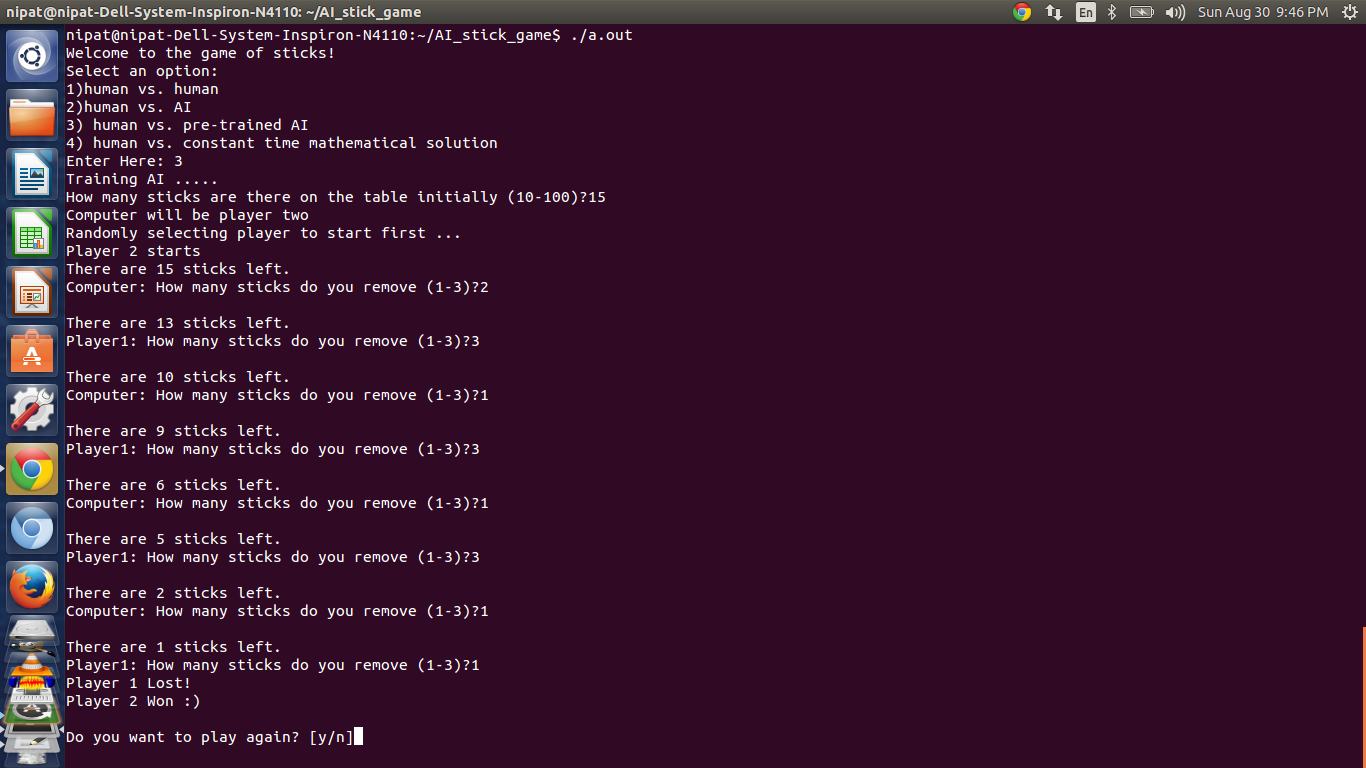 nipat@nipat-Dell-System-Inspiron-N4110: ~/AI_stick_game
En
Sun Aug 30 9:46 PM
nipat@nipat-Dell-System-Inspiron-N4110:~/AI_stick_game$ ./a.out
Welcome to the game of sticks!
Select an option:
1)human vs. human
2)human vs. AI
3) human vs. pre-trained AI
4) human vs. constant time mathematical solution
Enter Here: 3
Training AI .....
How many sticks are there on the table initially (10-100)?15
Computer will be player two
Randomly selecting player to start first ...
Player 2 starts
There are 15 sticks left.
Computer: How many sticks do you remove (1-3)?2
There are 13 sticks left.
Player1: How many sticks do you remove (1-3)?3
There are 10 sticks left.
Computer: How many sticks do you remove (1-3)?1
There are 9 sticks left.
Player1: How many sticks do you remove (1-3)?3
There are 6 sticks left.
Computer: How many sticks do you remove (1-3)?1
There are 5 sticks left.
Player1: How many sticks do you remove (1-3)?3
There are 2 sticks left.
Computer: How many sticks do you remove (1-3)?1
There are 1 sticks left.
Player1: How many sticks do you remove (1-3)?1
Player 1 Lost!
Player 2 Won :)
Do you want to play again? [y/n]